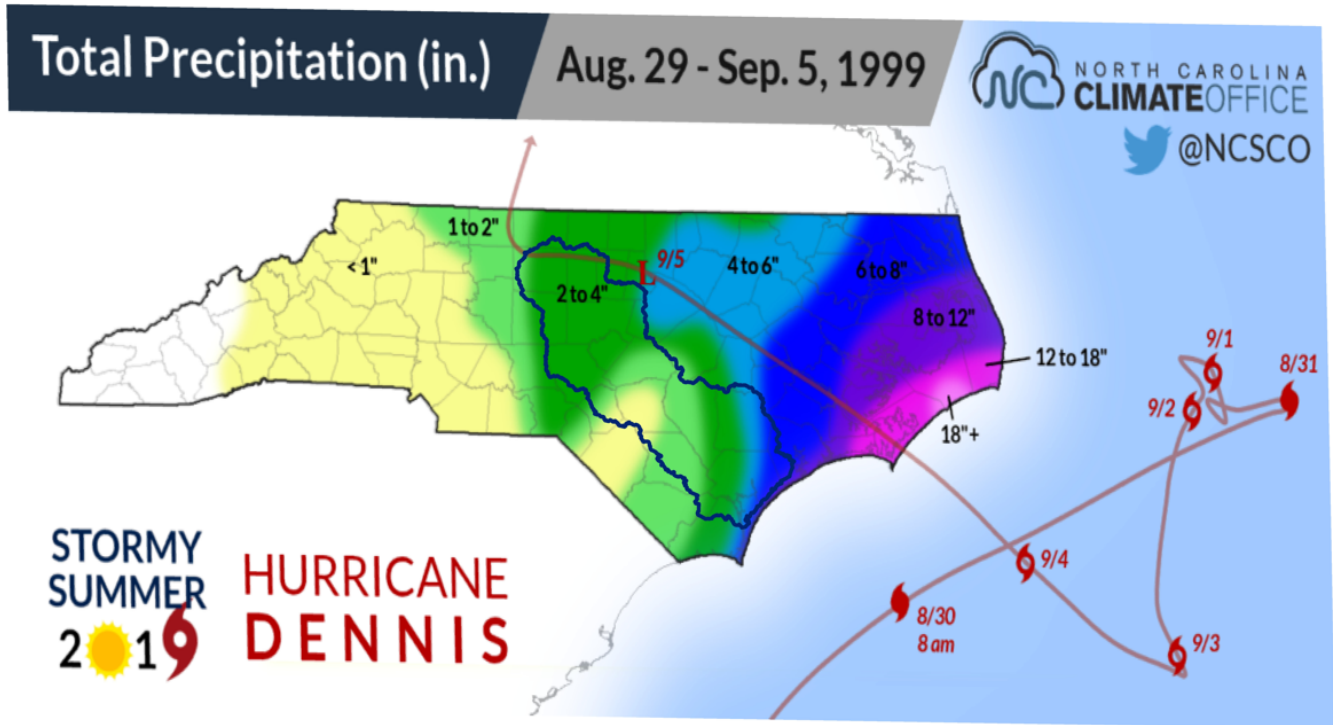 Total Precipitation (in.)
Aug. 29 - Sep. 5, 1999
NC
NORTH CAROLINA
CLIMATEOFFICE
@NCSCO
< 1"
1 to 2"
2 to 4"
L 9/5
4 to 6"
6 to 8"
8 to 12"
12 to 18"
18"+
9/1
8/31
9/2
9/4
8/30
8 am
9/3
STORMY
SUMMER
2019
HURRICANE
DENNIS